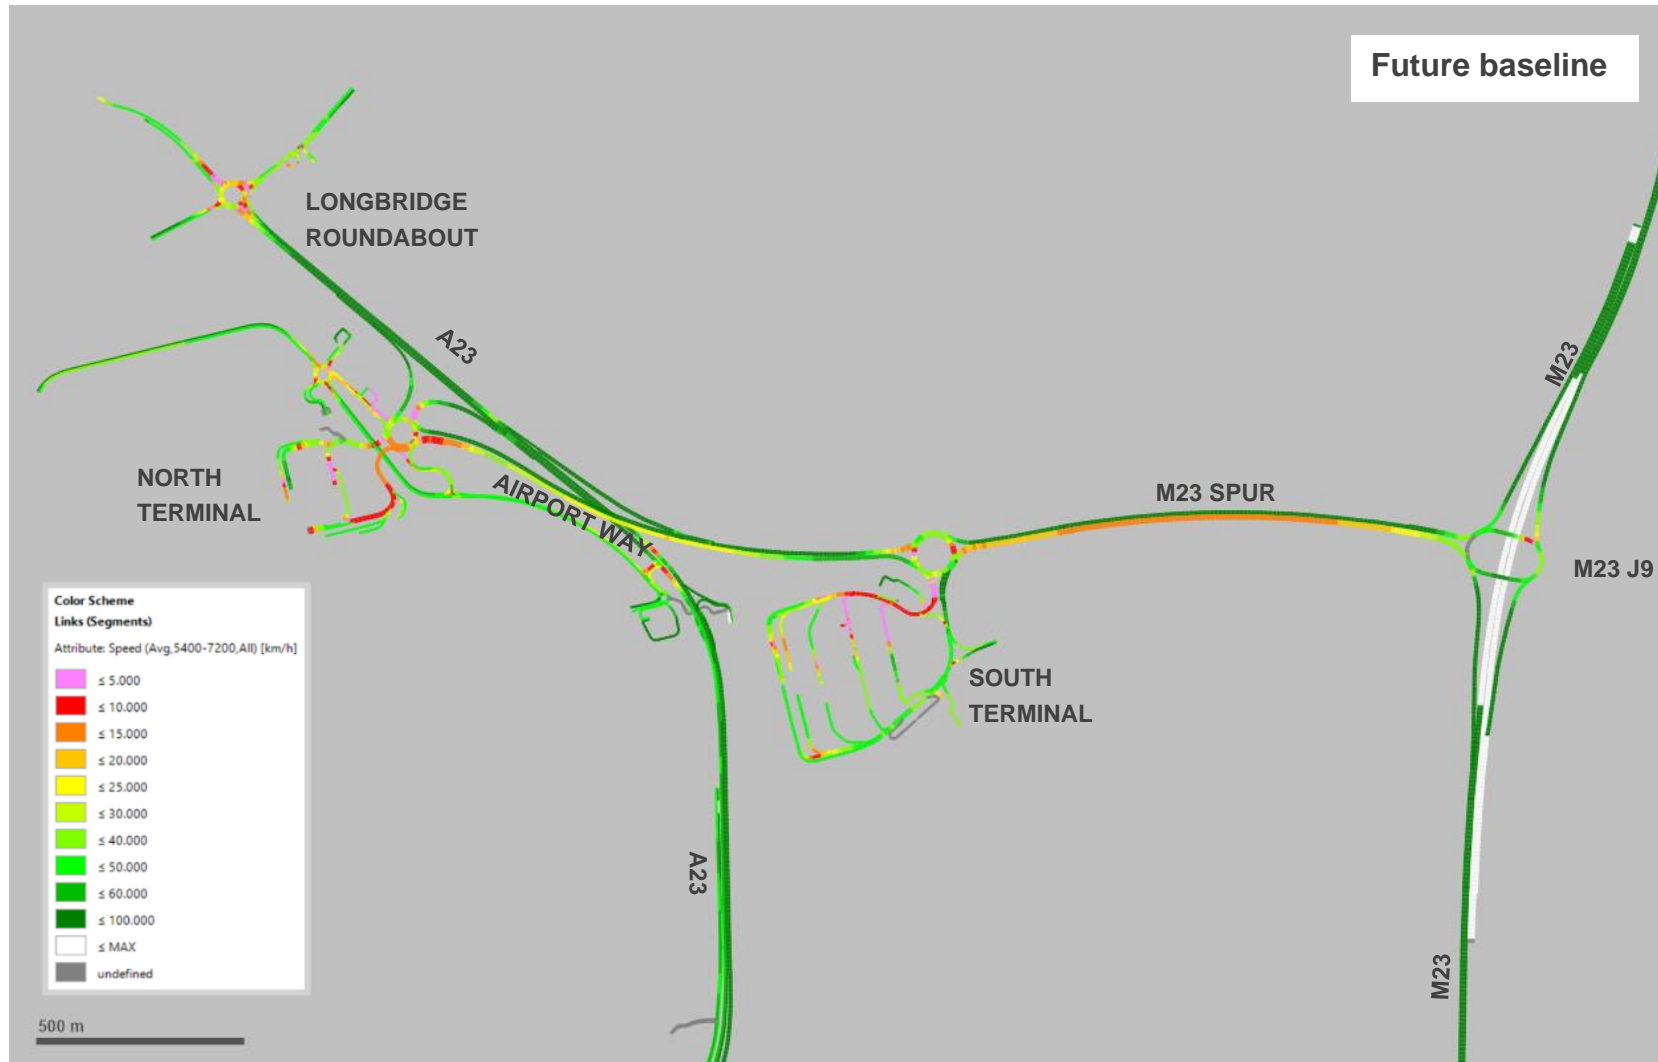 Future baseline
LONGBRIDGE
ROUNDABOUT
A23
M23
NORTH
TERMINAL
AIRPORT WAY
M23 SPUR
M23 J9
SOUTH
TERMINAL
A23
M23
Color Scheme
Links (Segments)
Attribute: Speed (Avg,5400-7200,All) [km/h]
≤ 5.000
≤ 10.000
≤ 15.000
≤ 20.000
≤ 25.000
≤ 30.000
≤ 40.000
≤ 50.000
≤ 60.000
≤ 100.000
≤ MAX
undefined
500 m